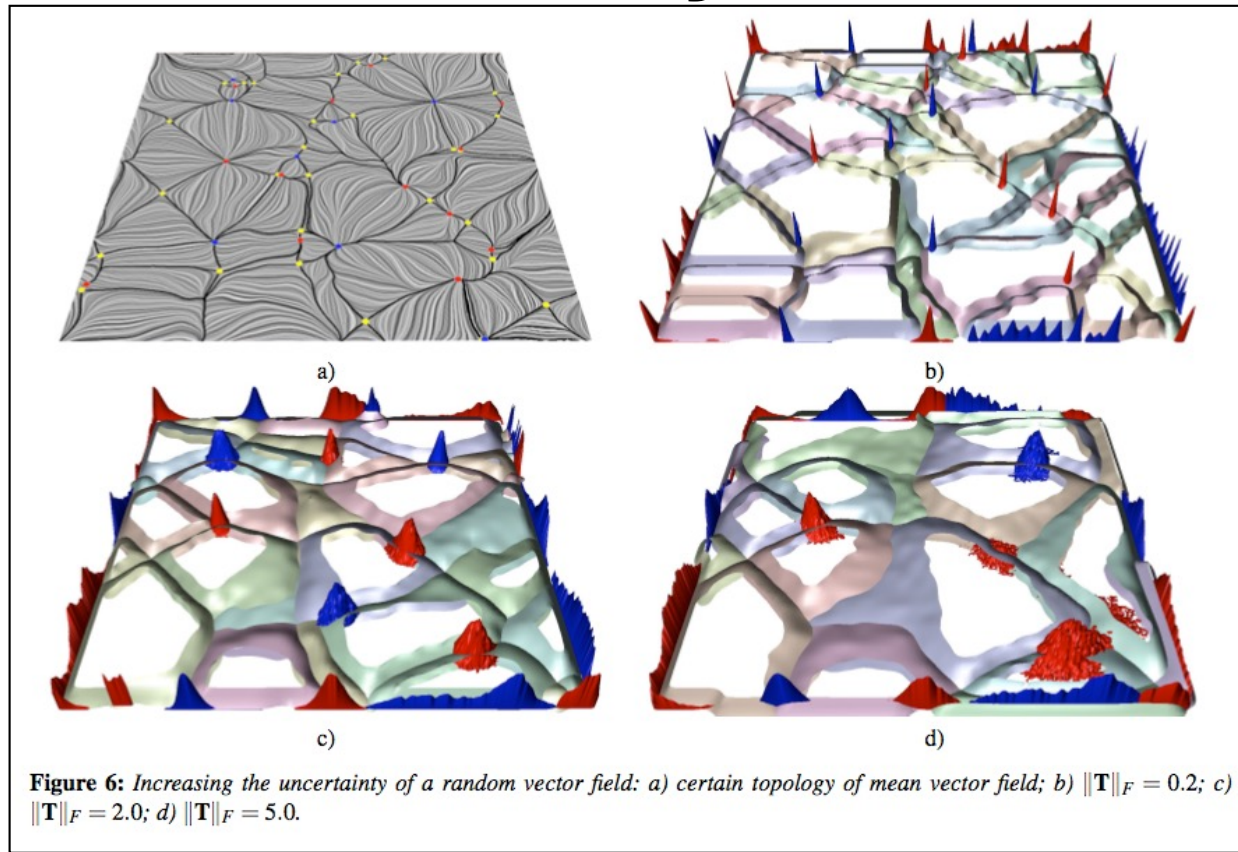 a)
b)
c)
d)
Figure 6: Increasing the uncertainty of a random vector field: a) certain topology of mean vector field; b) ‖T‖F = 0.2; c)
‖T‖F = 2.0; d) ‖T‖F = 5.0.